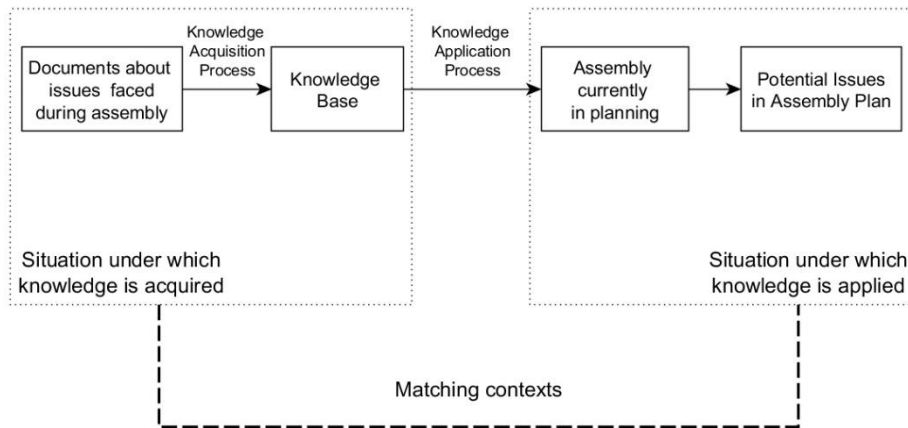 Knowledge
Acquisition
Process
Knowledge
Application
Process
Documents about
issues faced
during assembly
Knowledge
Base
Assembly
currently
in planning
Potential Issues
in Assembly Plan
Situation under which
knowledge is acquired
Situation under which
knowledge is applied
Matching contexts